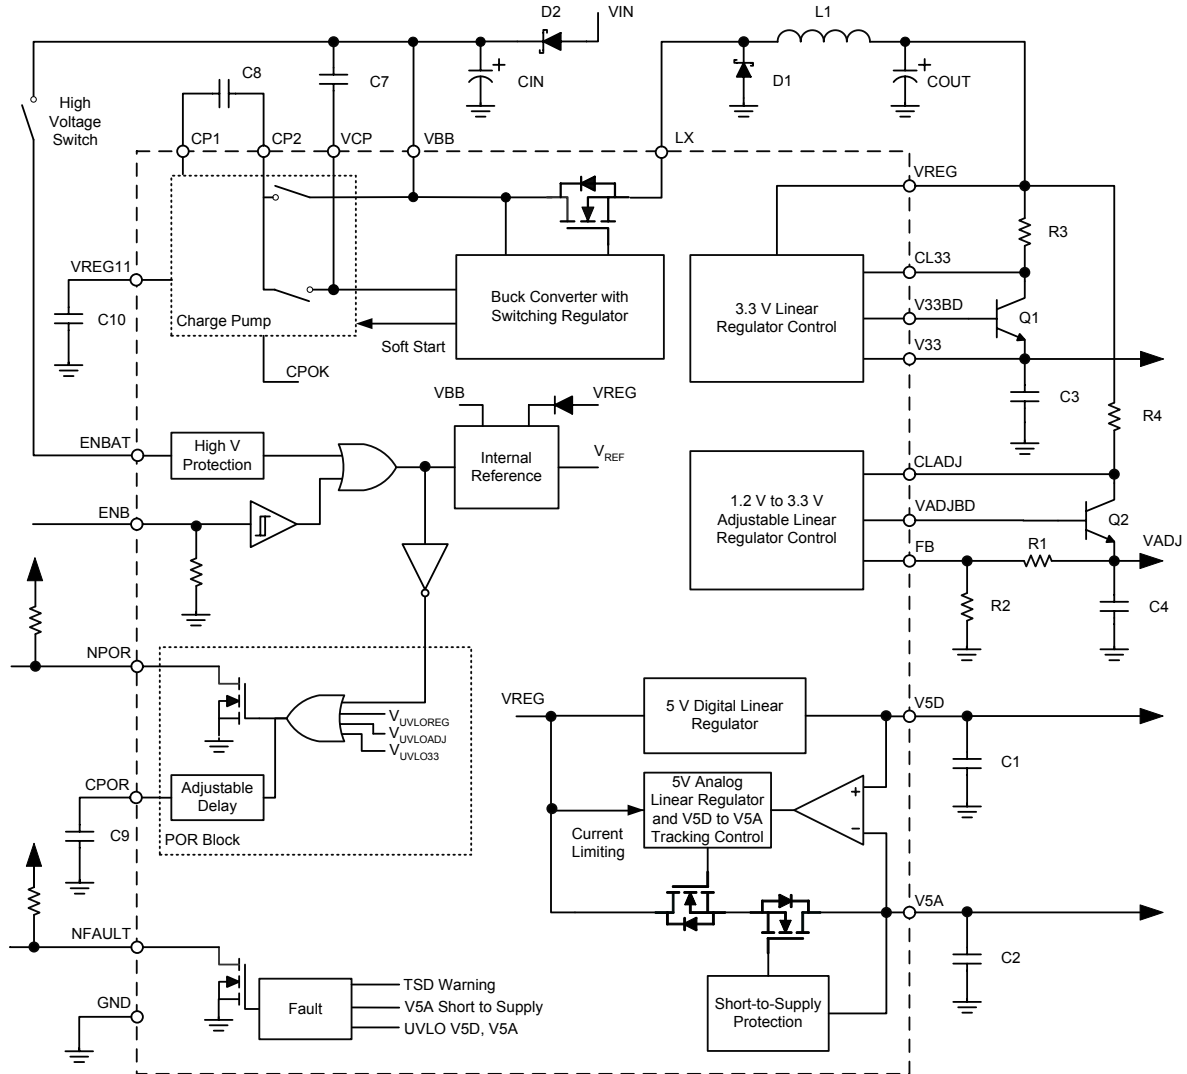 D2
VIN
L1
C8
C7
CIN
D1
COUT
High
Voltage
Switch
CP1
CP2
VCP
VBB
LX
VREG
R3
VREG11
CL33
C10
Charge Pump
Buck Converter with
Switching Regulator
3.3 V Linear
Regulator Control
V33BD
Q1
Soft Start
V33
CPOK
C3
VBB
VREG
R4
ENBAT
High V
Protection
Internal
Reference
VREF
CLADJ
ENB
1.2 V to 3.3 V
Adjustable Linear
Regulator Control
VADJBD
Q2
FB
R1
VADJ
R2
C4
NPOR
VUVLOREG
VUVLOADJ
VUVLO33
VREG
5 V Digital Linear
Regulator
V5D
C1
CPOR
Adjustable
Delay
C9
POR Block
5V Analog
Linear Regulator
and V5D to V5A
Tracking Control
+
−
Current
Limiting
V5A
C2
NFAULT
GND
Fault
TSD Warning
V5A Short to Supply
UVLO V5D, V5A
Short-to-Supply
Protection